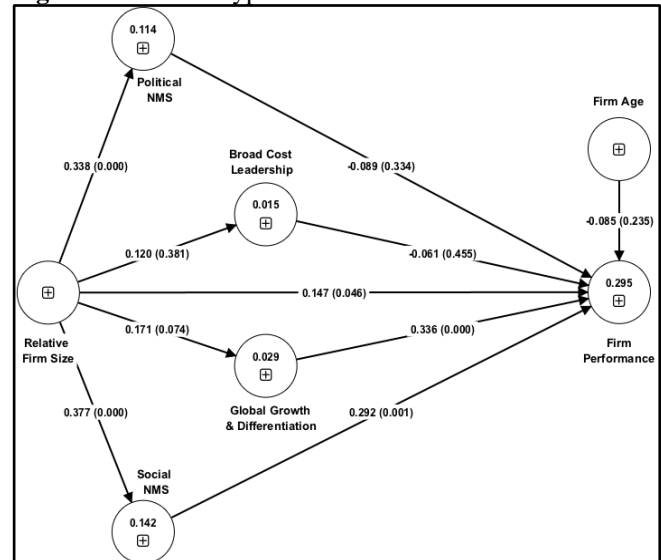 0.114
Political
NMS
Firm Age
0.338 (0.000)
-0.089 (0.334)
Broad Cost
Leadership
0.015
-0.085 (0.235)
0.120 (0.381)
-0.061 (0.455)
0.295
0.147 (0.046)
Relative
Firm Size
Firm
Performance
0.171 (0.074)
0.336 (0.000)
0.029
Global Growth
& Differentiation
0.377 (0.000)
0.292 (0.001)
Social
NMS
0.142